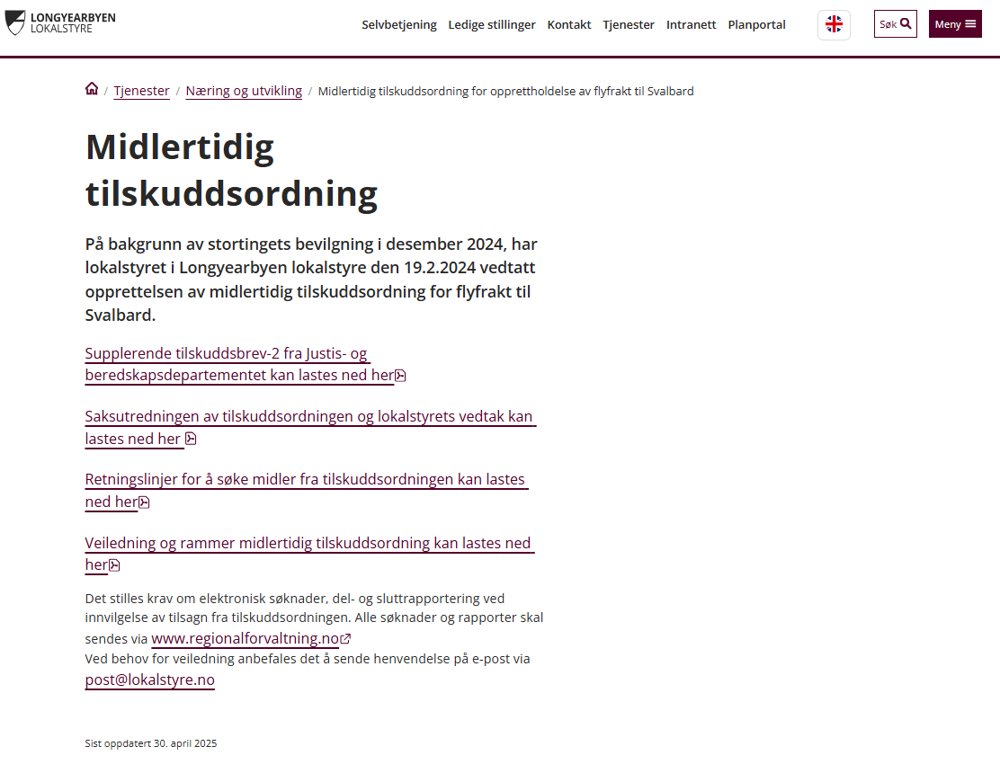 LONGYEARBYEN
LOKALSTYRE
Selvbetjening Ledige stillinger Kontakt Tjenester Intranett Planportal
Søk Meny
/ Tjenester / Næring og utvikling / Midlertidig tilskuddsordning for opprettholdelse av flyfrakt til Svalbard
Midlertidig
tilskuddsordning
På bakgrunn av stortingets bevilgning i desember 2024, har
lokalstyret i Longyearbyen lokalstyre den 19.2.2024 vedtatt
opprettelsen av midlertidig tilskuddsordning for flyfrakt til
Svalbard.
Supplerende tilskuddsbrev-2 fra Justis- og
beredskapsdepartementet kan lastes ned her
Saksutredningen av tilskuddsordningen og lokalstyrets vedtak kan
lastes ned her
Retningslinjer for å søke midler fra tilskuddsordningen kan lastes
ned her
Veiledning og rammer midlertidig tilskuddsordning kan lastes ned
her
Det stilles krav om elektronisk søknader, del- og sluttrapportering ved
innvilgelse av tilsagn fra tilskuddsordningen. Alle søknader og rapporter skal
sendes via www.regionalforvaltning.no
Ved behov for veiledning anbefales det å sende henvendelse på e-post via
post@lokalstyre.no
Sist oppdatert 30. april 2025